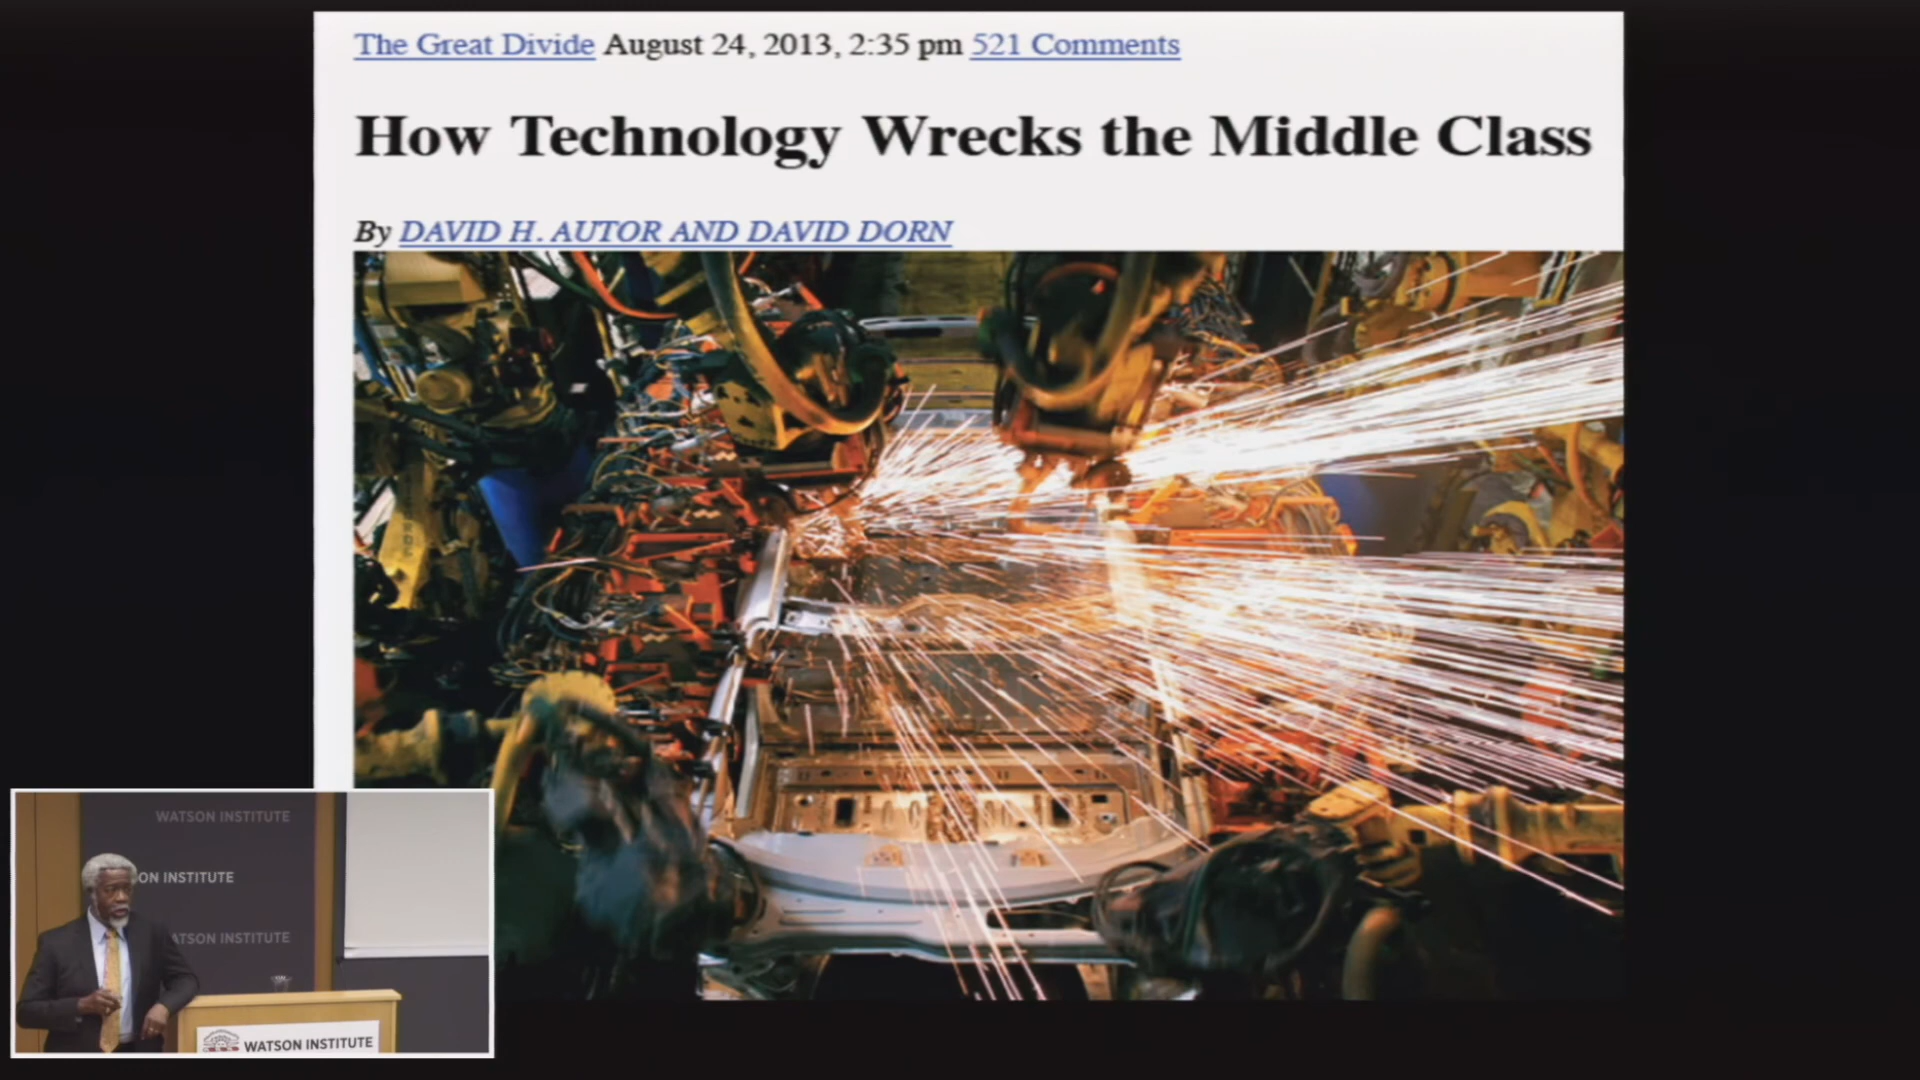 The Great Divide August 24, 2013, 2:35 pm 521 Comments
How Technology Wrecks the Middle Class
By DAVID H. AUTOR AND DAVID DORN
WATSON INSTITUTE
ON INSTITUTE
ATSON INSTITUTE
WATSON INSTITUTE